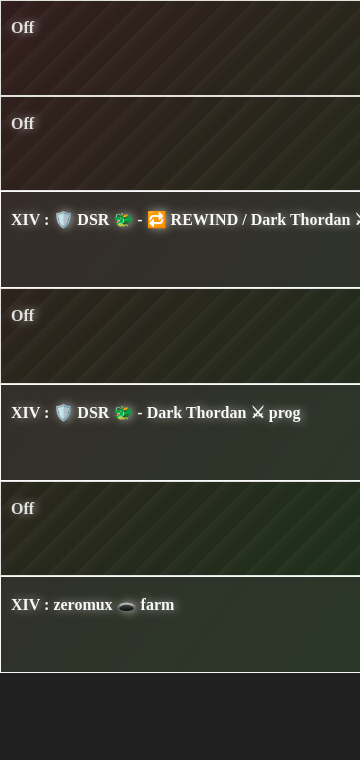 Off
Off
XIV : 🛡️ DSR 🐲 - 🔁 REWIND / Dark Thordan ⚔
Off
XIV : 🛡️ DSR 🐲 - Dark Thordan ⚔ prog
Off
XIV : zeromux 🕳️ farm